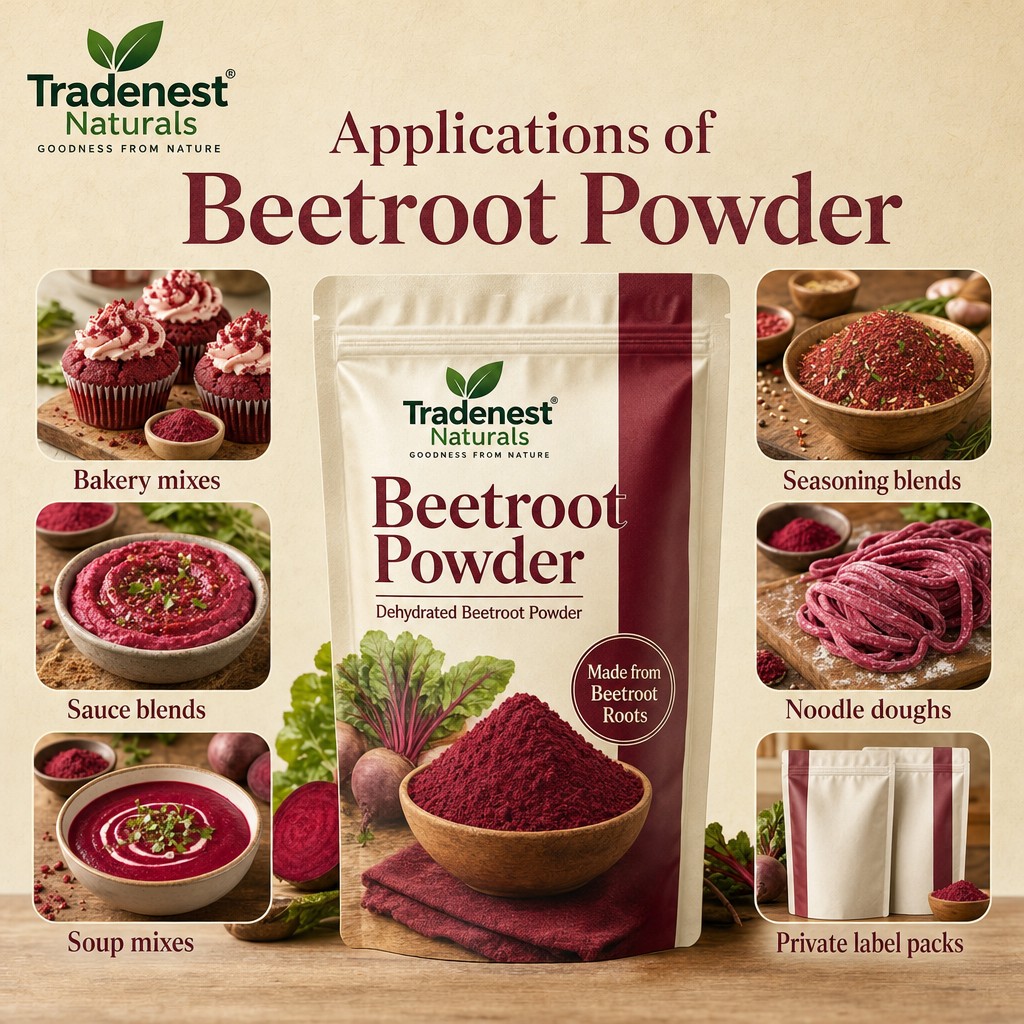 Tradenest®
Naturals
GOODNESS FROM NATURE
Applications of
Beetroot Powder
Bakery mixes
Sauce blends
Soup mixes
Tradenest®
Naturals
GOODNESS FROM NATURE
Beetroot
Powder
Dehydrated Beetroot Powder
Made from
Beetroot
Roots
Seasoning blends
Noodle doughs
Private label packs